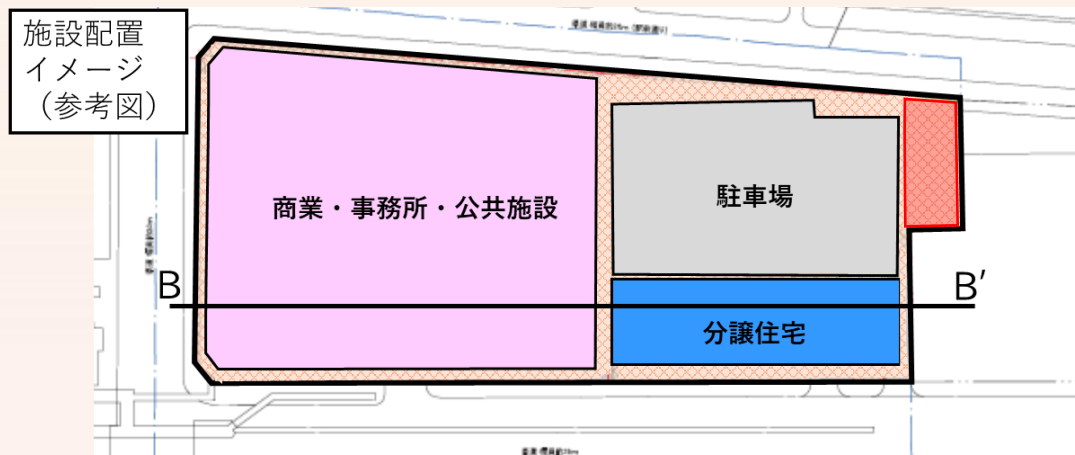 施設配置
イメージ
（参考図）
商業・事務所・公共施設
駐車場
B
B′
分譲住宅